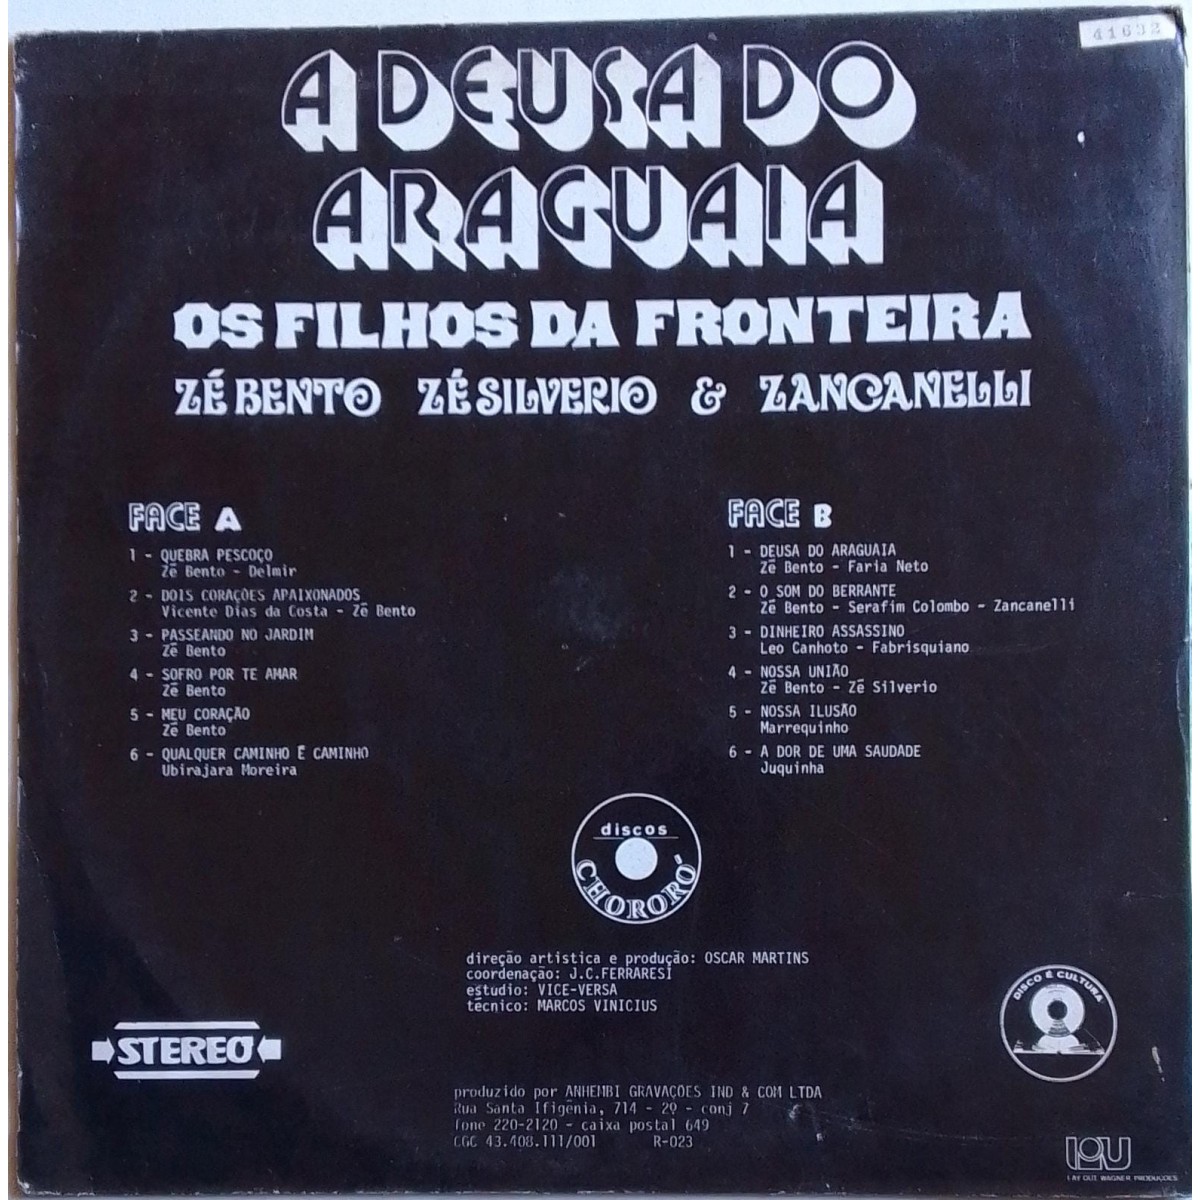 41632
A DEUSA DO
ARAGUAIA
OS FILHOS DA FRONTEIRA
ZÉ BENTO ZÉ SILVERIO & ZANCANELLI
FACE A
1 - QUEBRA PESCOÇO
Zé Bento - Delmir
2 - DOIS CORAÇÕES APAIXONADOS
Vicente Dias da Costa - Zé Bento
3 - PASSEANDO NO JARDIM
Zé Bento
4 - SOFRO POR TE AMAR
Zé Bento
5 - MEU CORAÇÃO
Zé Bento
6 - QUALQUER CAMINHO É CAMINHO
Ubirajara Moreira
FACE B
1 - DEUSA DO ARAGUAIA
Zé Bento - Faria Neto
2 - O SOM DO BERRANTE
Zé Bento - Serafim Colombo - Zancanelli
3 - DINHEIRO ASSASSINO
Leo Canhoto - Fabrisquiano
4 - NOSSA UNIÃO
Zé Bento - Zé Silverio
5 - NOSSA ILUSÃO
Marrequinho
6 - A DOR DE UMA SAUDADE
Juquinha
discos
CHORORÓ
direção artistica e produção: OSCAR MARTINS
coordenação: J.C.FERRARESI
estudio: VICE-VERSA
técnico: MARCOS VINICIUS
DISCO É CULTURA
STEREO
produzido por ANHEMBI GRAVAÇÕES IND & COM LTDA
Rua Santa Ifigênia, 714 - 2º - conj 7
fone 220-2120 - caixa postal 649
CGC 43.408.111/001 R-023
LOU
LAY OUT WAGNER PRODUÇÕES